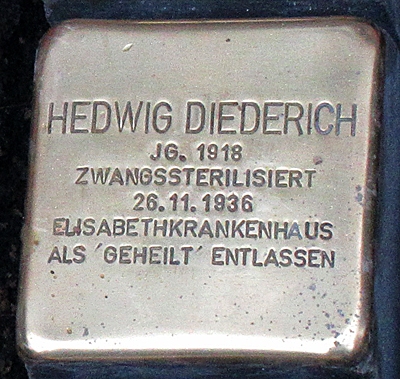 HEDWIG DIEDERICH
JG. 1918
ZWANGSSTERILISIERT
26.11.1936
ELISABETHKRANKENHAUS
ALS 'GEHEILT' ENTLASSEN